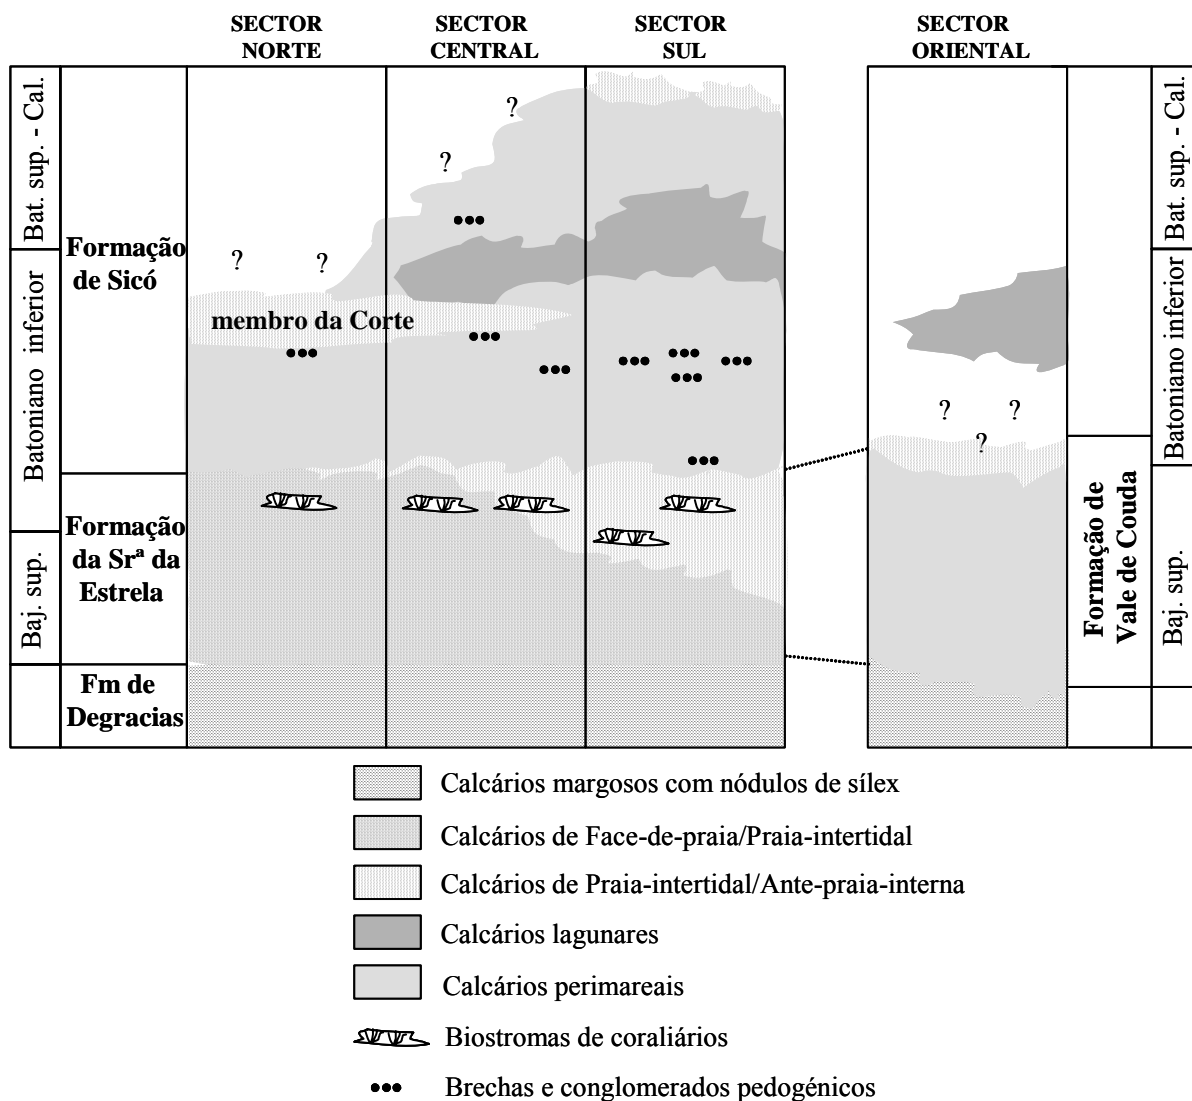 SECTOR
NORTE
SECTOR
CENTRAL
SECTOR
SUL
SECTOR
ORIENTAL
Bat. sup. - Cal.
Batoniano inferior
Baj. sup.
Formação
de Sicó
Formação
da Srª da
Estrela
Fm de
Degracias
?
?
?
?
membro da Corte
?
?
?
Formação de
Vale de Couda
Bat. sup. - Cal.
Batoniano inferior
Baj. sup.
Calcários margosos com nódulos de sílex
Calcários de Face-de-praia/Praia-intertidal
Calcários de Praia-intertidal/Ante-praia-interna
Calcários lagunares
Calcários perimareais
Biostromas de coraliários
Brechas e conglomerados pedogénicos